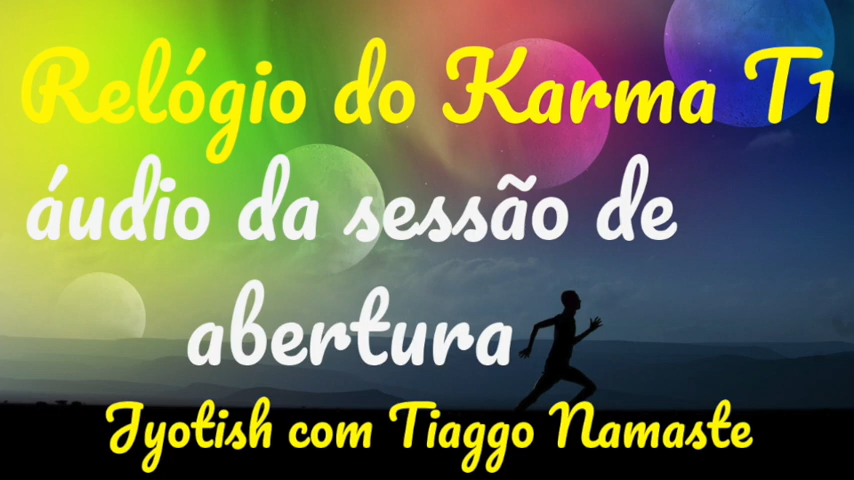 Relógio do Karma T1
áudio da sessão de
abertura
Jyotish com Tiaggo Namaste